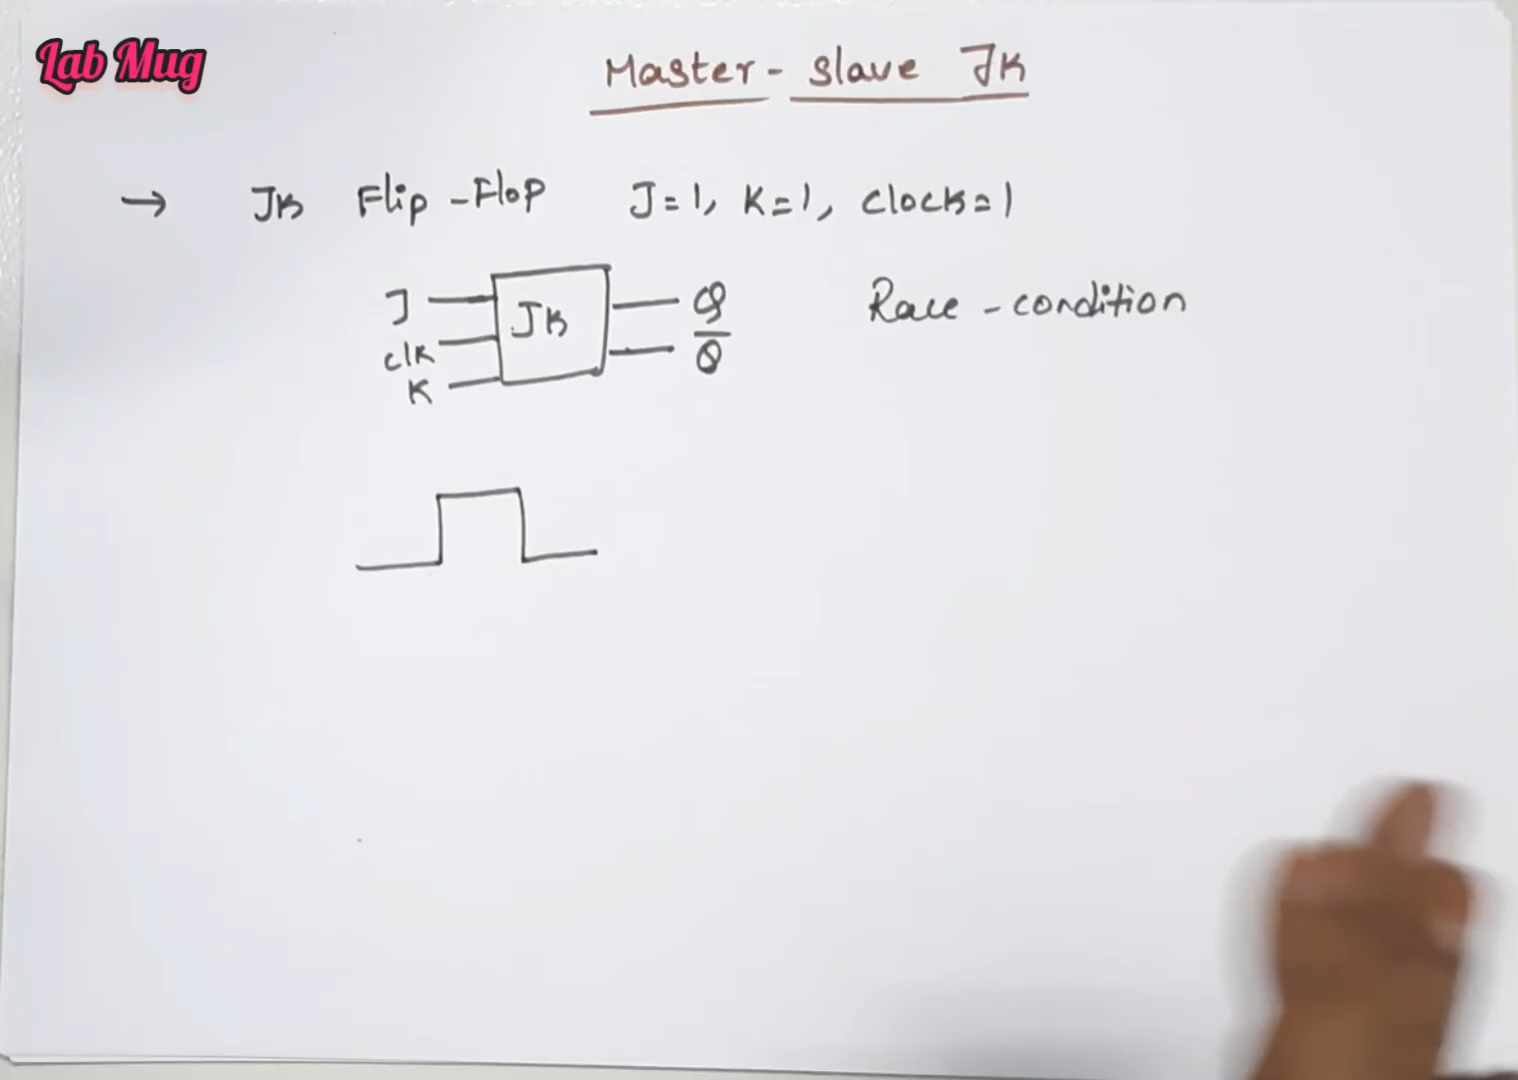 Lab Mug
Master - slave JK
→ JK Flip - Flop J = 1, K = 1, clock = 1
J
clk
K
JK
Q
Q̅
Race - condition